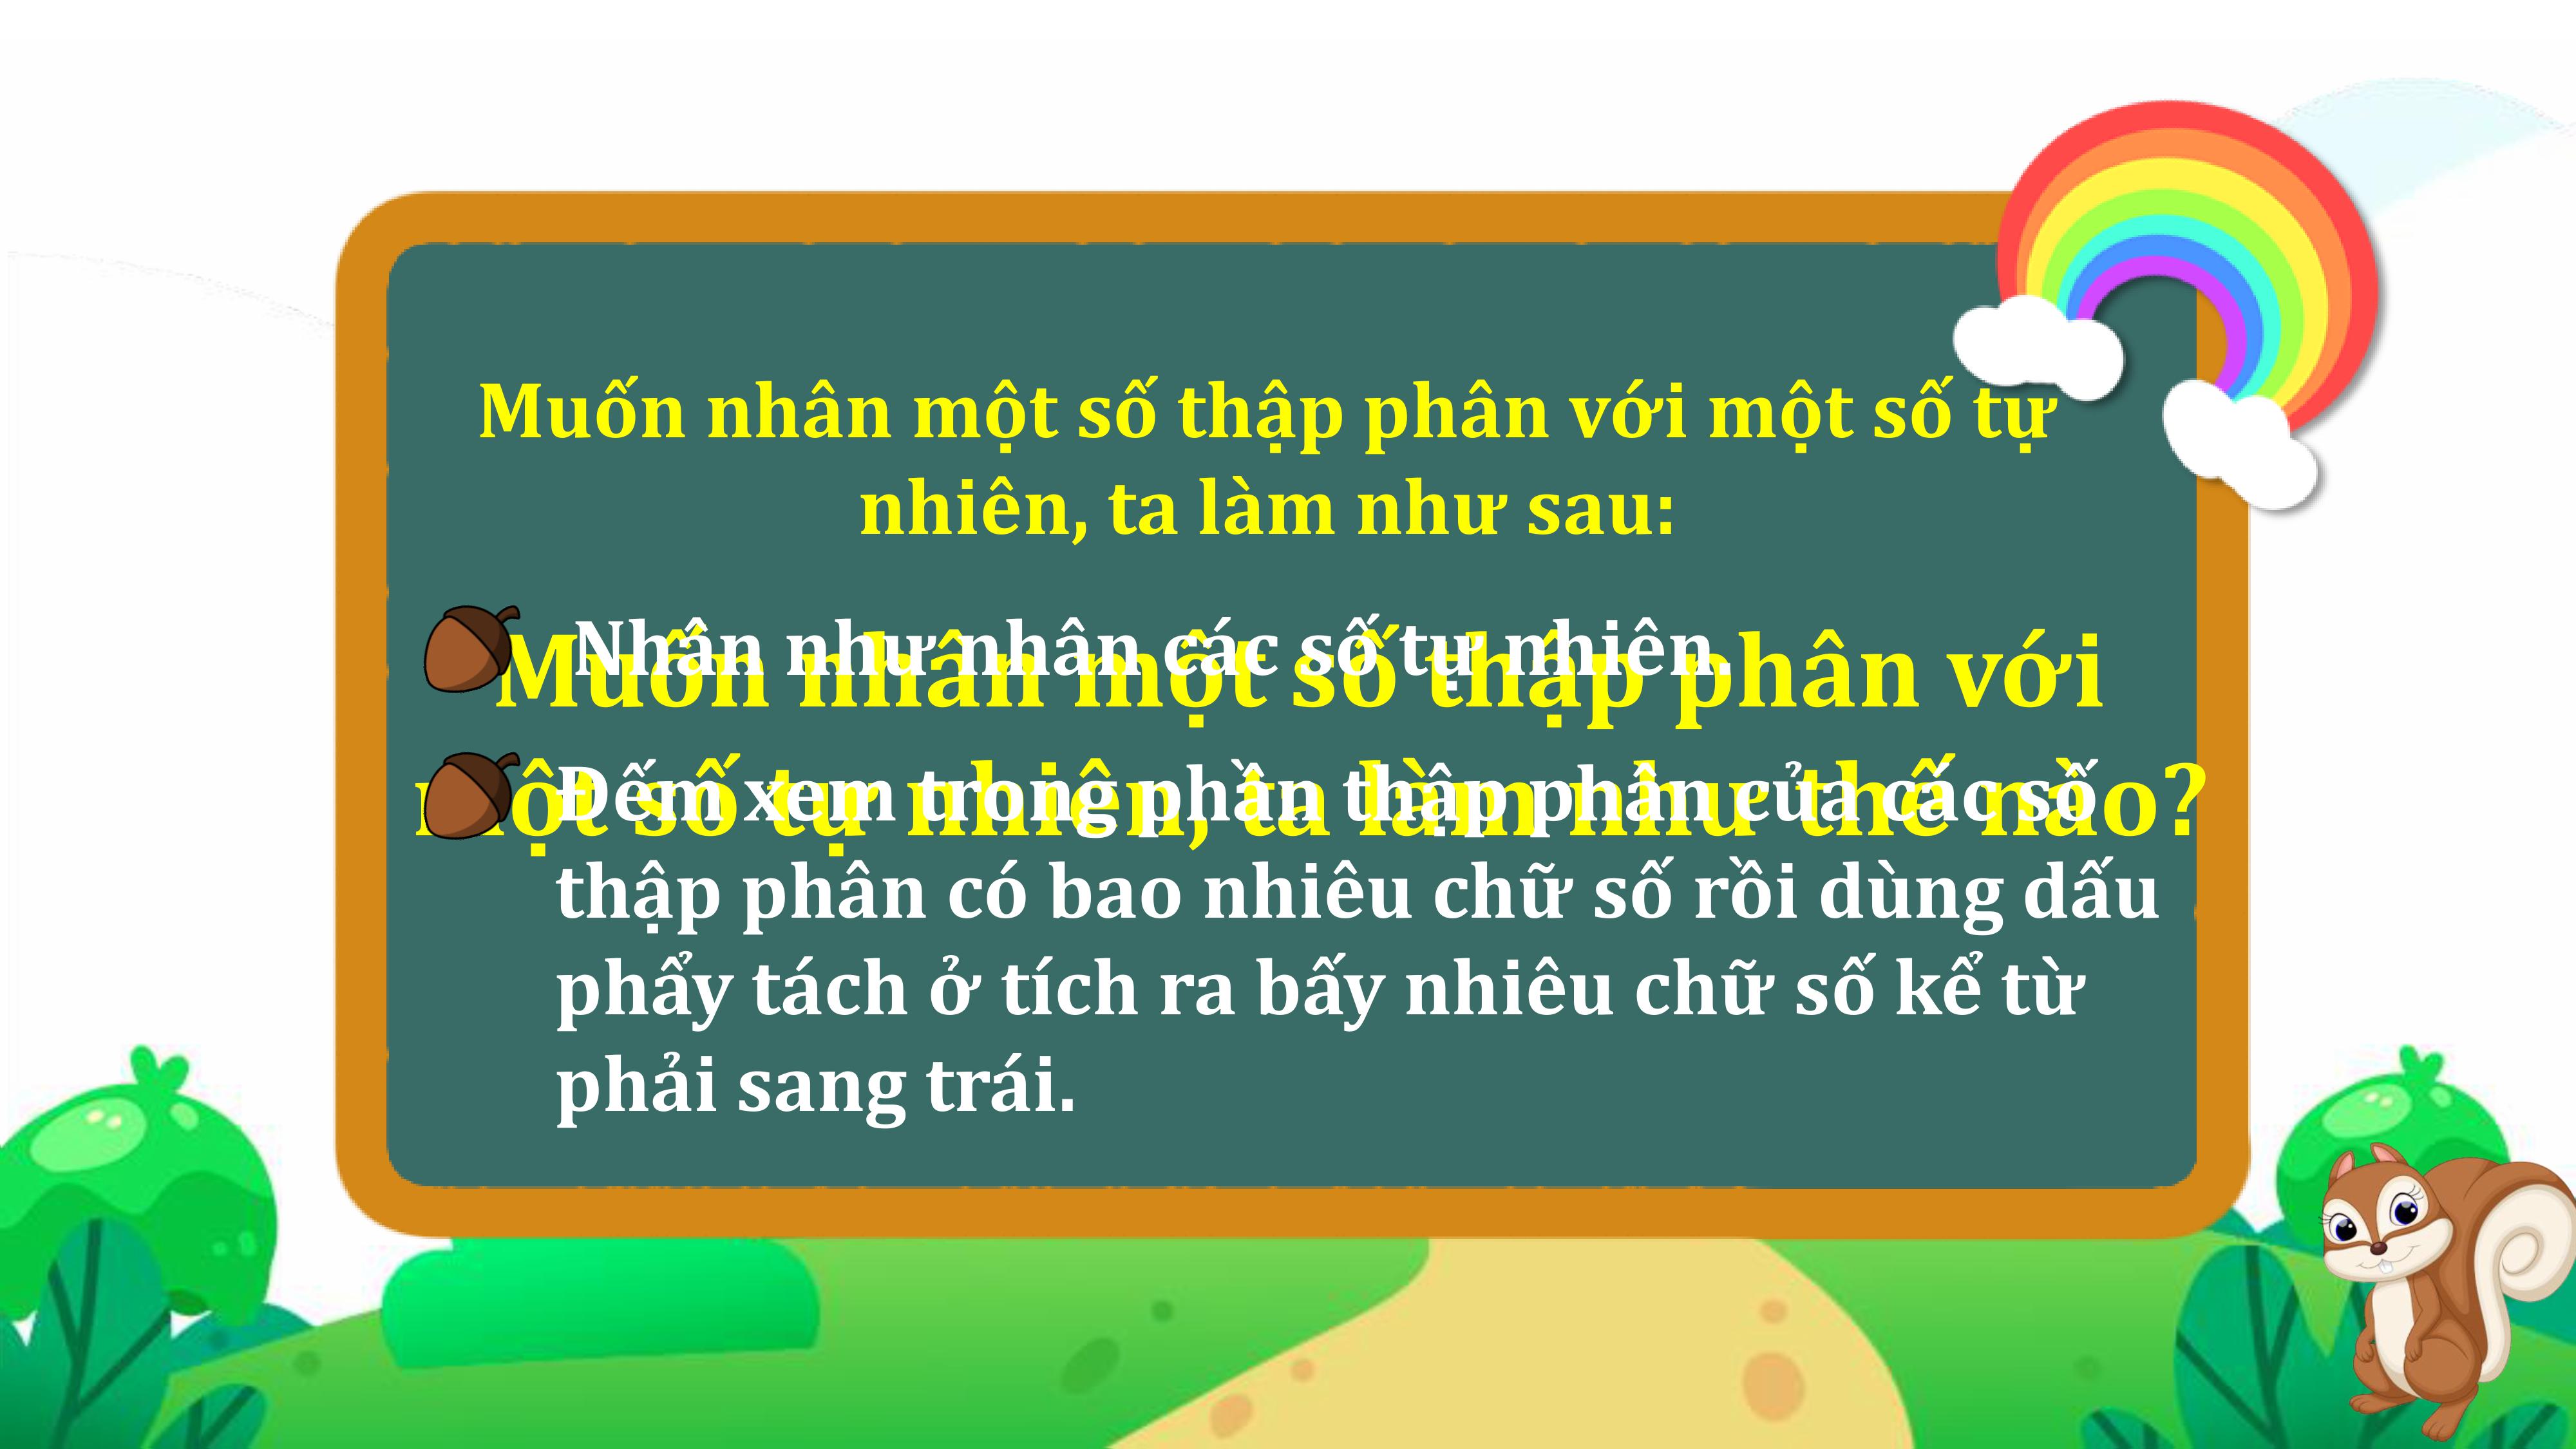 Muốn nhân một số thập phân với một số tự
nhiên, ta làm như sau:
Nhân như nhân các số tự nhiên.
Muốn nhân một số thập phân với
một số tự nhiên, ta làm như thế nào?
Đếm xem trong phần thập phân của các số
thập phân có bao nhiêu chữ số rồi dùng dấu
phẩy tách ở tích ra bấy nhiêu chữ số kể từ
phải sang trái.